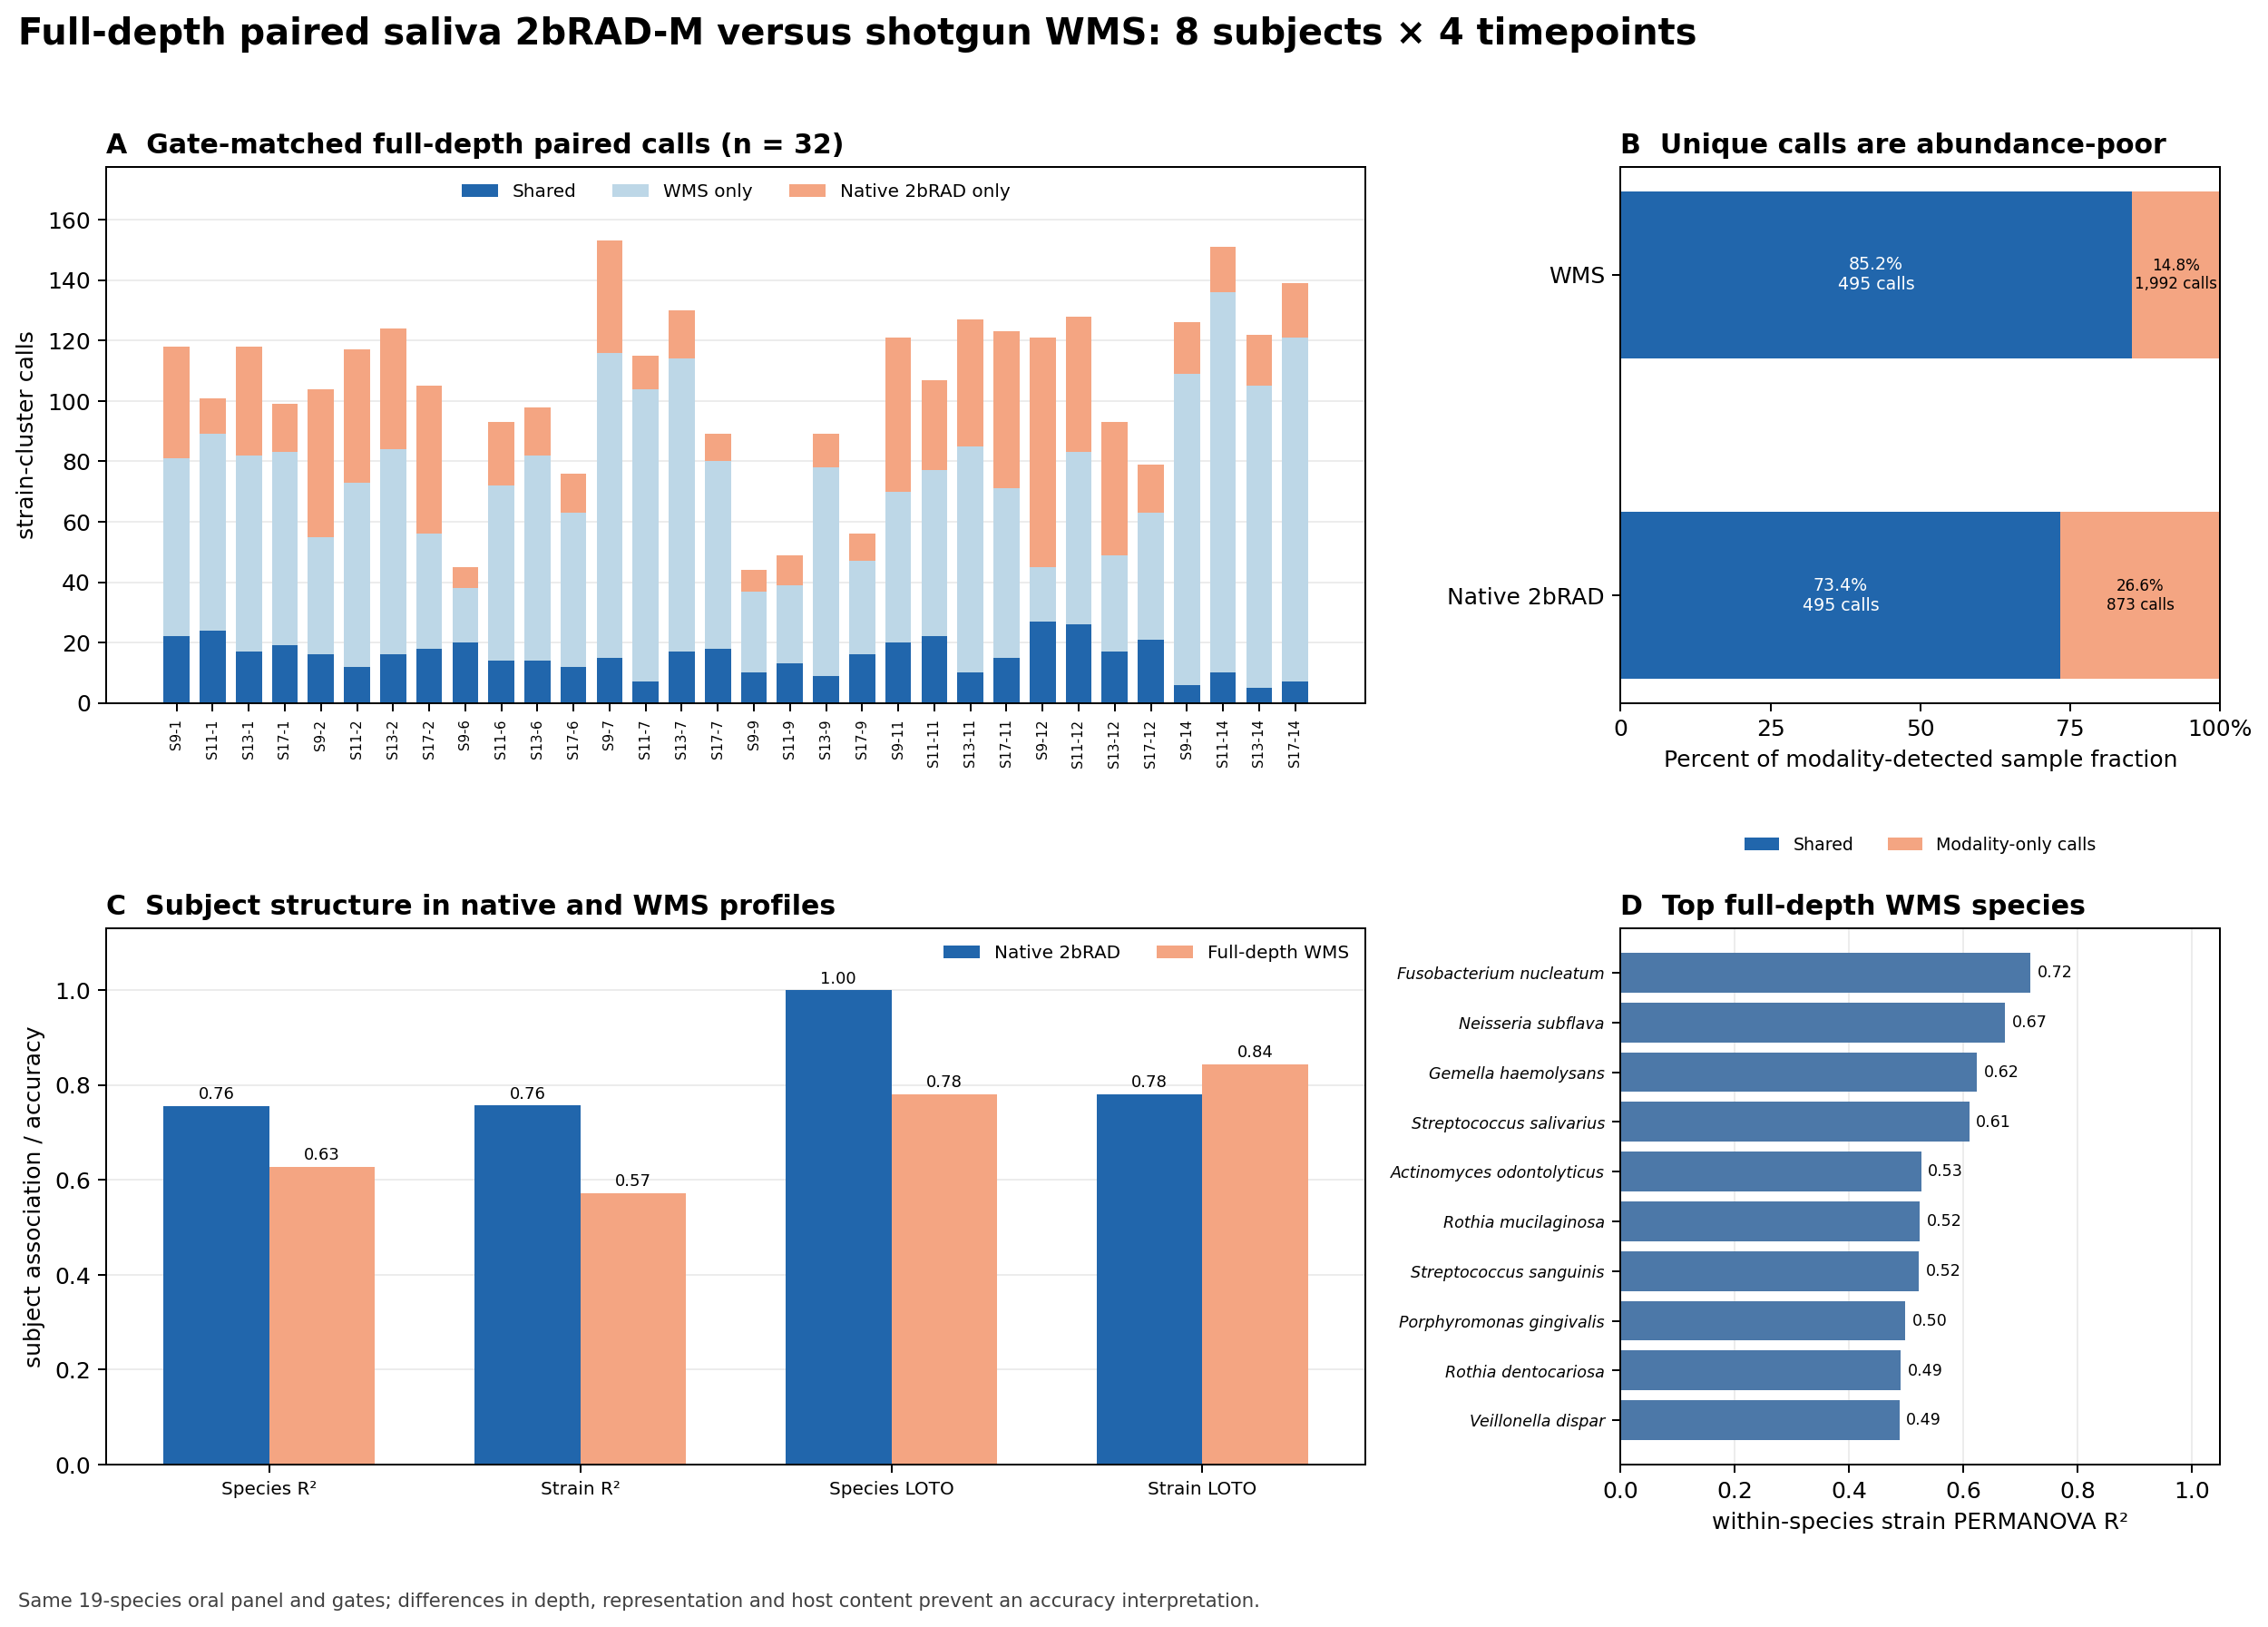 Full-depth paired saliva 2bRAD-M versus shotgun WMS: 8 subjects × 4 timepoints
A Gate-matched full-depth paired calls (n = 32)
Shared
WMS only
Native 2bRAD only
strain-cluster calls
160
140
120
100
80
60
40
20
0
S9-1
S11-1
S13-1
S17-1
S9-2
S11-2
S13-2
S17-2
S9-6
S11-6
S13-6
S17-6
S9-7
S11-7
S13-7
S17-7
S9-9
S11-9
S13-9
S17-9
S9-11
S11-11
S13-11
S17-11
S9-12
S11-12
S13-12
S17-12
S9-14
S11-14
S13-14
S17-14
B Unique calls are abundance-poor
WMS
85.2%
495 calls
14.8%
1,992 calls
Native 2bRAD
73.4%
495 calls
26.6%
873 calls
0
25
50
75
100%
Percent of modality-detected sample fraction
Shared
Modality-only calls
C Subject structure in native and WMS profiles
Native 2bRAD
Full-depth WMS
subject association / accuracy
1.0
0.8
0.6
0.4
0.2
0.0
0.76
0.63
0.76
0.57
1.00
0.78
0.78
0.84
Species R²
Strain R²
Species LOTO
Strain LOTO
D Top full-depth WMS species
Fusobacterium nucleatum
0.72
Neisseria subflava
0.67
Gemella haemolysans
0.62
Streptococcus salivarius
0.61
Actinomyces odontolyticus
0.53
Rothia mucilaginosa
0.52
Streptococcus sanguinis
0.52
Porphyromonas gingivalis
0.50
Rothia dentocariosa
0.49
Veillonella dispar
0.49
0.0
0.2
0.4
0.6
0.8
1.0
within-species strain PERMANOVA R²
Same 19-species oral panel and gates; differences in depth, representation and host content prevent an accuracy interpretation.